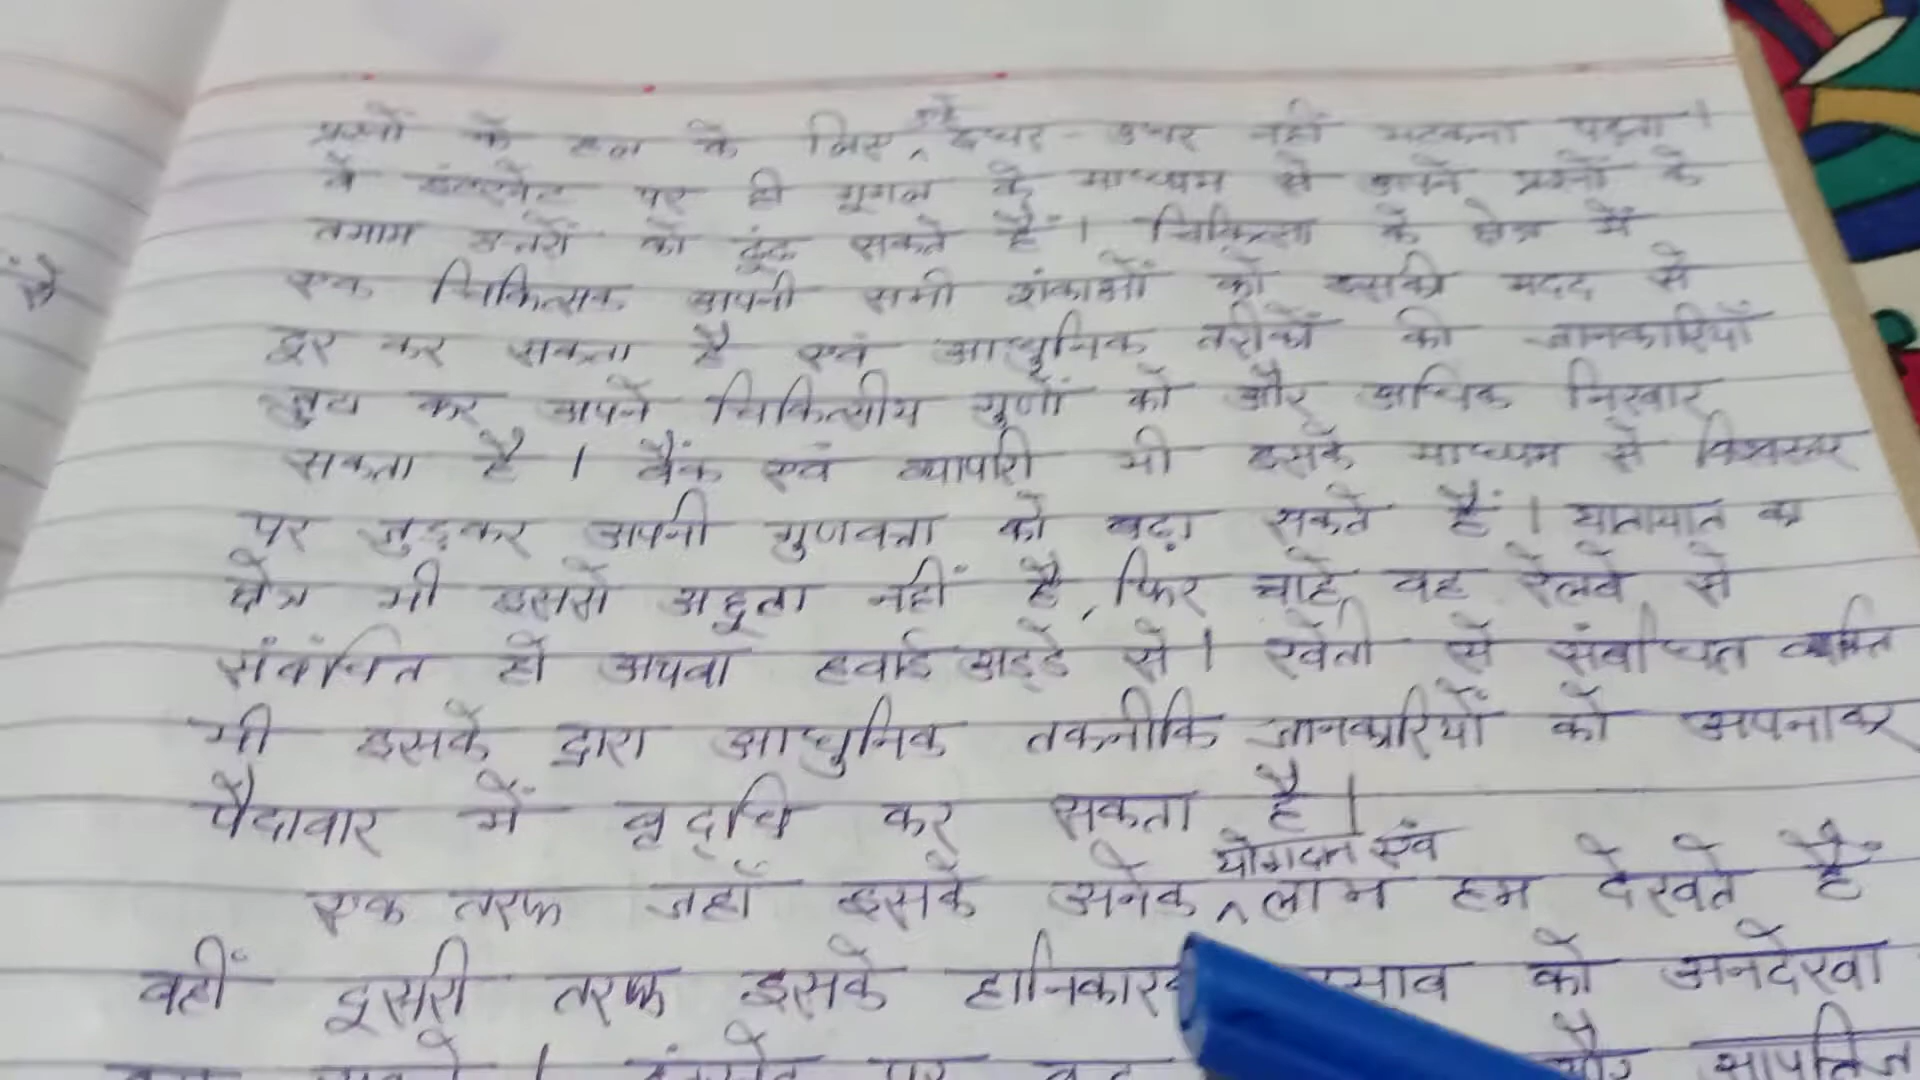 प्रश्नों के हल के लिए उन्हें इधर-उधर नहीं भटकना पड़ता।
वे इंटरनेट पर ही गूगल के माध्यम से अपने प्रश्नों के
तमाम उत्तरों को ढूंढ सकते हैं। चिकित्सा के क्षेत्र में
एक चिकित्सक अपनी सभी शंकाओं को इसकी मदद से
दूर कर सकता है एवं आधुनिक तरीकों की जानकारियाँ
जुटा कर अपने चिकित्सीय गुणों को और अधिक निखार
सकता है। बैंक एवं व्यापारी भी इसके माध्यम से विश्वस्तर
पर जुड़कर अपनी गुणवत्ता को बढ़ा सकते हैं। यातायात का
क्षेत्र भी इससे अछूता नहीं है, फिर चाहे वह रेलवे से
संबंधित हो अथवा हवाई अड्डे से। खेती से संबंधित व्यक्ति
भी इसके द्वारा आधुनिक तकनीकि जानकारियों को अपनाकर
पैदावार में वृद्धि कर सकता है।
एक तरफ जहाँ इसके अनेक योगदान एंव लाभ हम देखते हैं
वहीं दूसरी तरफ इसके को अनदेखा